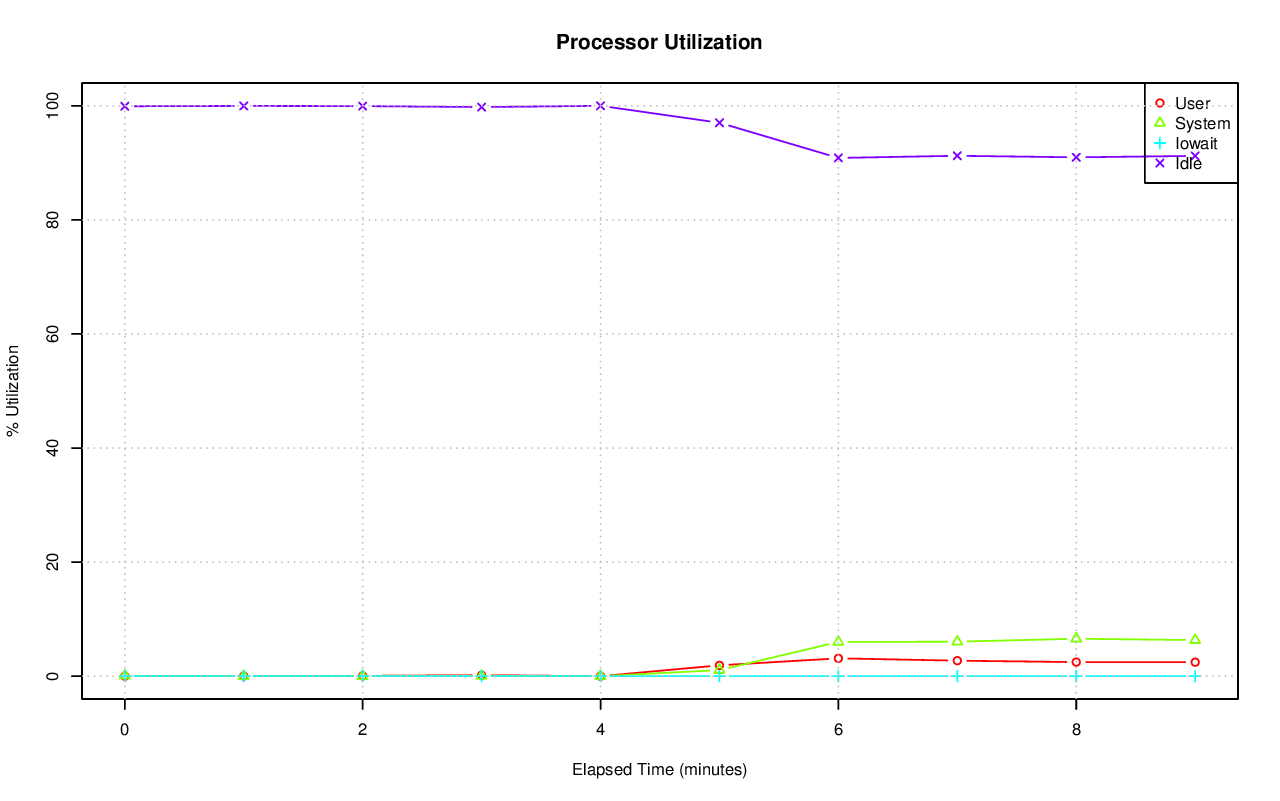 Processor Utilization
100
80
60
40
20
0
% Utilization
User
System
Iowait
Idle
0 2 4 6 8
Elapsed Time (minutes)